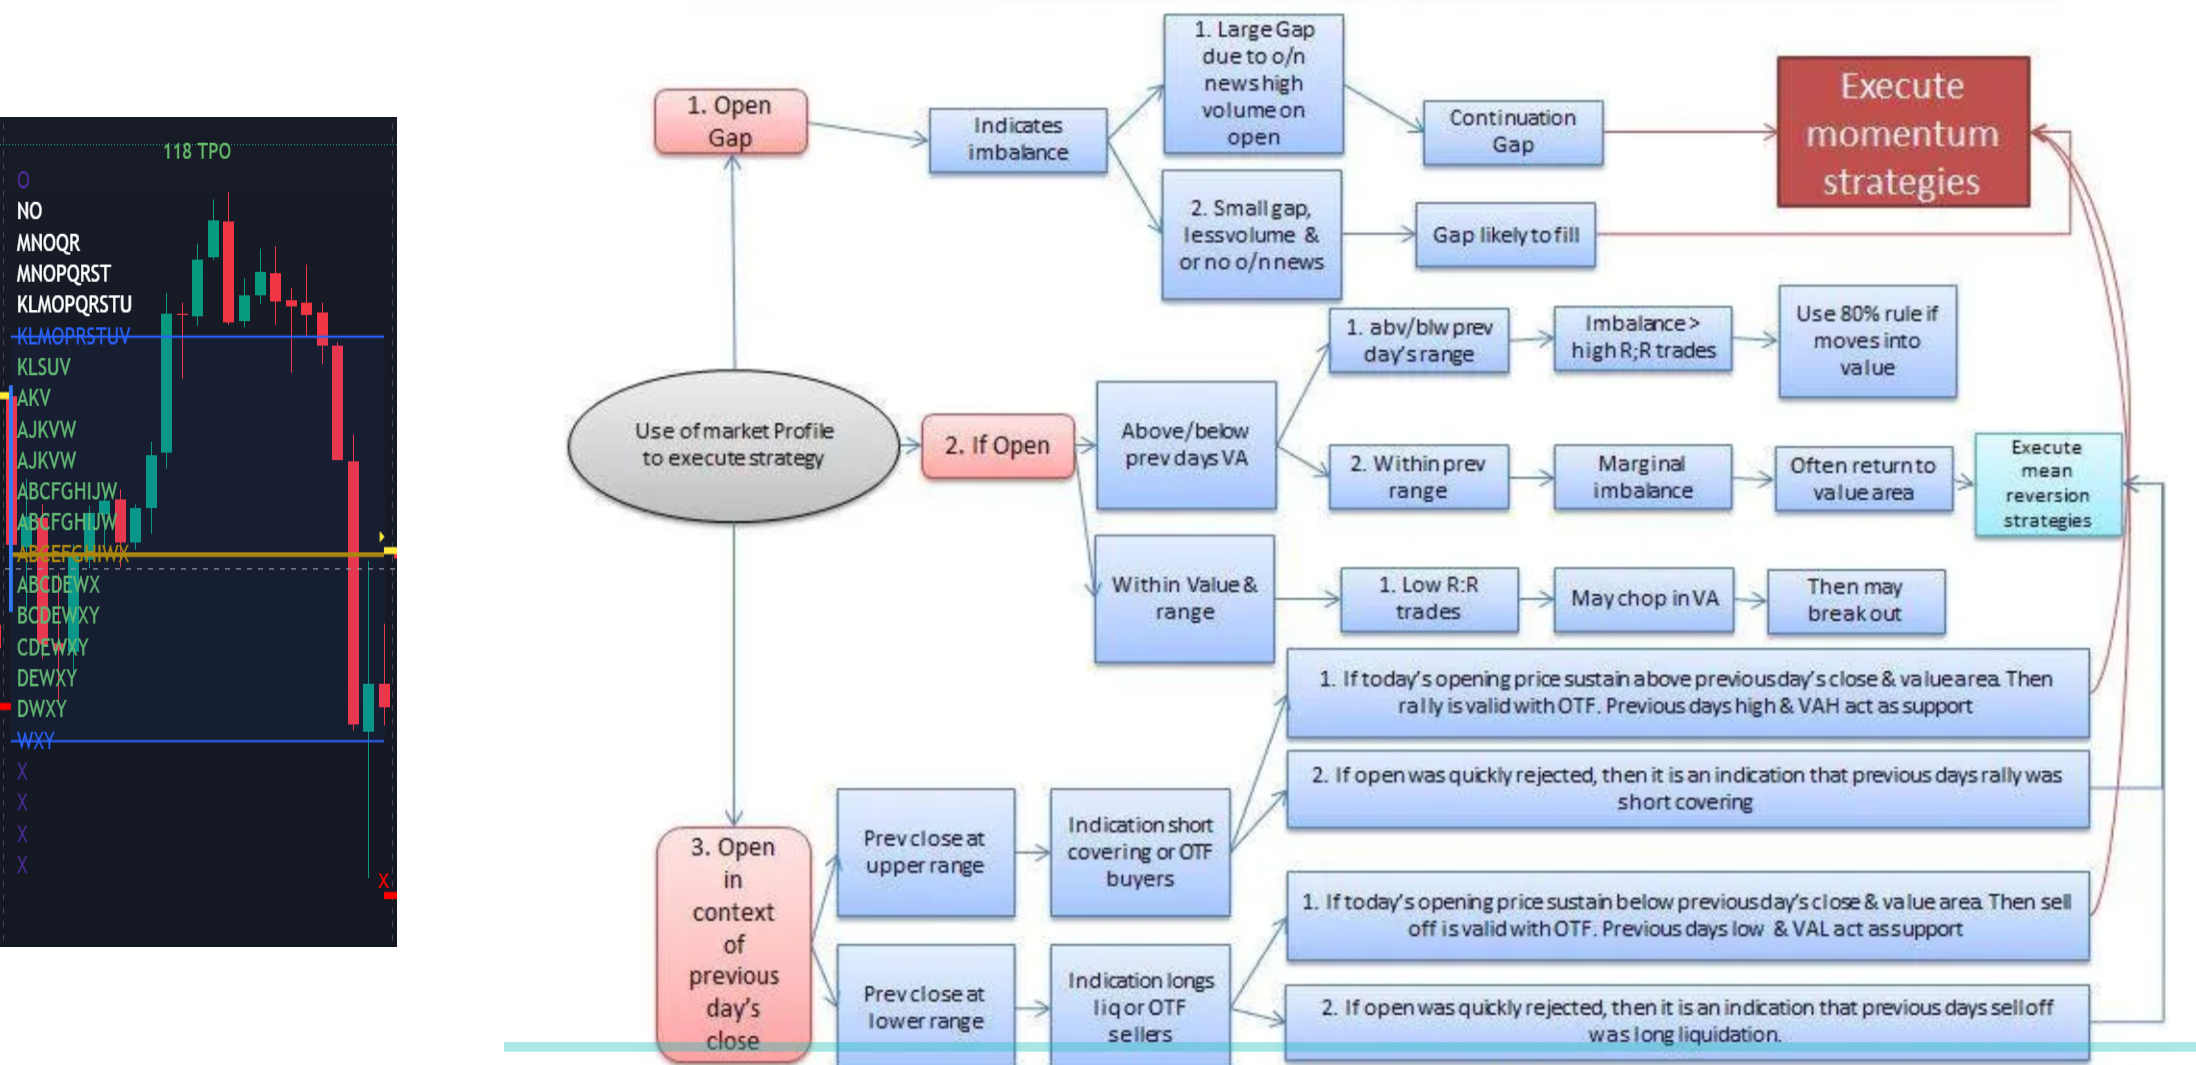 118 TPO
O
NO
MNOQR
MNOPQRST
KLMOPQRSTU
KLMOPRSTUV
KLSUV
AKV
AJKVW
AJKVW
ABCFGHIJW
ABCFGHIJW
ABCEFGHIWX
ABCDEWX
BCDEWXY
CDEWXY
DEWXY
DWXY
WXY
X
X
X
X
X
1. Open
Gap
Indicates
imbalance
1. Large Gap
due to o/n
news high
volume on
open
Continuation
Gap
Execute
momentum
strategies
2. Small gap,
lessvolume &
or no o/n news
Gap likely to fill
Use of market Profile
to execute strategy
2. If Open
Above/below
prev days VA
1. abv/blw prev
day's range
Imbalance >
high R;R trades
Use 80% rule if
moves into
value
2. Within prev
range
Marginal
imbalance
Often return to
value area
Execute
mean
reversion
strategies
Within Value &
range
1. Low R:R
trades
May chop in VA
Then may
break out
3. Open
in
context
of
previous
day's
close
Prev close at
upper range
Indication short
covering or OTF
buyers
1. If today's opening price sustain above previous day's close & value area. Then
rally is valid with OTF. Previous days high & VAH act as support
2. If open was quickly rejected, then it is an indication that previous days rally was
short covering
Prev close at
lower range
Indication longs
liq or OTF
sellers
1. If today's opening price sustain below previous day's close & value area. Then sell
off is valid with OTF. Previous days low & VAL act as support
2. If open was quickly rejected, then it is an indication that previous days sell off
was long liquidation.